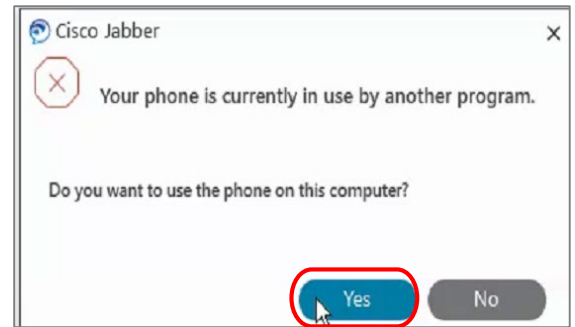 Cisco Jabber
Your phone is currently in use by another program.
Do you want to use the phone on this computer?
Yes No